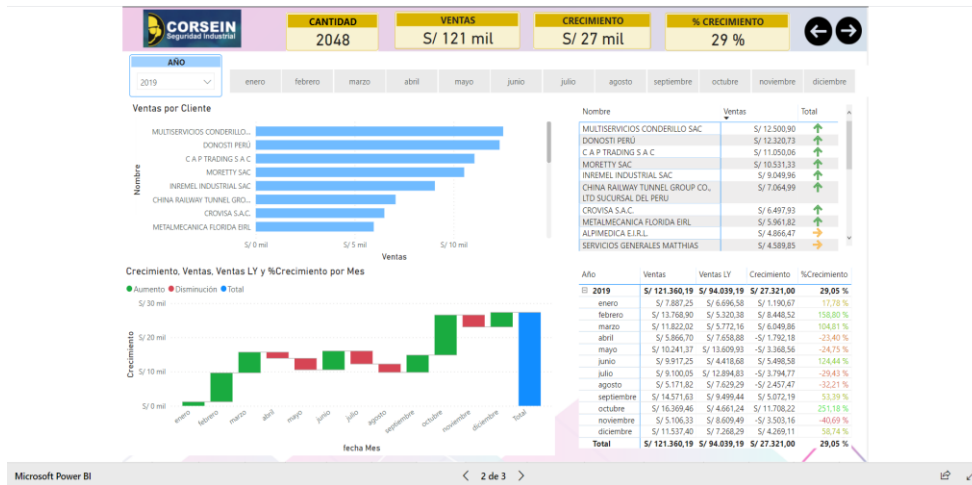 CORSEIN
Seguridad Industrial
CANTIDAD
2048
VENTAS
S/ 121 mil
CRECIMIENTO
S/ 27 mil
% CRECIMIENTO
29 %
AÑO
2019
enero febrero marzo abril mayo junio julio agosto septiembre octubre noviembre diciembre
Ventas por Cliente
Nombre
MULTISERVICIOS CONDERILLO...
DONOSTI PERÚ
C A P TRADING S A C
MORETTY SAC
INREMEL INDUSTRIAL SAC
CHINA RAILWAY TUNNEL GRO...
CROVISA S.A.C.
METALMECANICA FLORIDA EIRL
S/ 0 mil S/ 5 mil S/ 10 mil
Ventas
Nombre Ventas Total
MULTISERVICIOS CONDERILLO SAC S/ 12.500,90
DONOSTI PERÚ S/ 12.320,73
C A P TRADING S A C S/ 11.050,06
MORETTY SAC S/ 10.531,33
INREMEL INDUSTRIAL SAC S/ 9.049,96
CHINA RAILWAY TUNNEL GROUP CO., S/ 7.064,99
LTD SUCURSAL DEL PERU
CROVISA S.A.C. S/ 6.497,93
METALMECANICA FLORIDA EIRL S/ 5.961,82
ALPIMEDICA E.I.R.L. S/ 4.866,47
SERVICIOS GENERALES MATTHIAS S/ 4.589,85
Crecimiento, Ventas, Ventas LY y %Crecimiento por Mes
Aumento Disminución Total
Crecimiento
S/ 30 mil
S/ 20 mil
S/ 10 mil
S/ 0 mil
enero febrero marzo abril mayo junio julio agosto septiembre octubre noviembre diciembre Total
fecha Mes
Año Ventas Ventas LY Crecimiento %Crecimiento
2019 S/ 121.360,19 S/ 94.039,19 S/ 27.321,00 29,05 %
enero S/ 7.887,25 S/ 6.696,58 S/ 1.190,67 17,78 %
febrero S/ 13.768,90 S/ 5.320,38 S/ 8.448,52 158,80 %
marzo S/ 11.822,02 S/ 5.772,16 S/ 6.049,86 104,81 %
abril S/ 5.866,70 S/ 7.658,88 -S/ 1.792,18 -23,40 %
mayo S/ 10.241,37 S/ 13.609,93 -S/ 3.368,56 -24,75 %
junio S/ 9.917,25 S/ 4.418,68 S/ 5.498,58 124,44 %
julio S/ 9.100,05 S/ 12.894,83 -S/ 3.794,77 -29,43 %
agosto S/ 5.171,82 S/ 7.629,29 -S/ 2.457,47 -32,21 %
septiembre S/ 14.571,63 S/ 9.499,44 S/ 5.072,19 53,39 %
octubre S/ 16.369,46 S/ 4.661,24 S/ 11.708,22 251,18 %
noviembre S/ 5.106,33 S/ 8.609,49 -S/ 3.503,16 -40,69 %
diciembre S/ 11.537,40 S/ 7.268,29 S/ 4.269,11 58,74 %
Total S/ 121.360,19 S/ 94.039,19 S/ 27.321,00 29,05 %
Microsoft Power BI
2 de 3